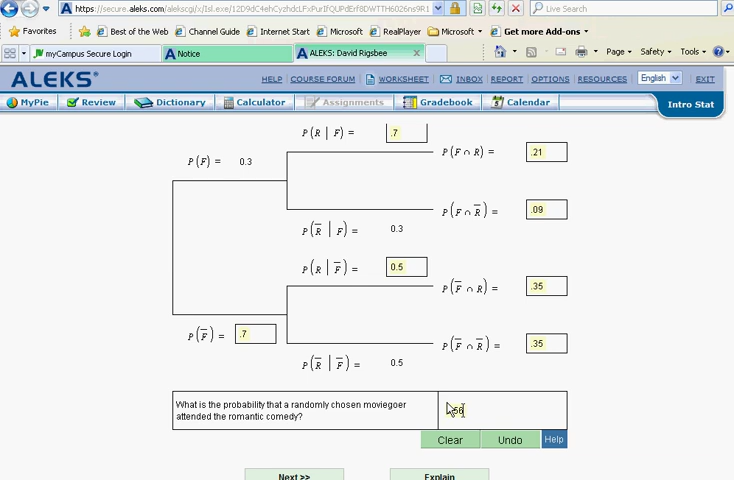 https://secure.aleks.com/alekscgi/x/Isl.exe/
Live Search
Favorites Best of the Web Channel Guide Internet Start Microsoft RealPlayer Microsoft Get more Add-ons
myCampus Secure Login Notice ALEKS: David Rigsbee Page Safety Tools
ALEKS® HELP COURSE FORUM WORKSHEET INBOX REPORT OPTIONS RESOURCES English EXIT
MyPie Review Dictionary Calculator Assignments Gradebook Calendar Intro Stat
P(R | F) = .7
P(F) = 0.3
P(F ∩ R) = .21
P(F ∩ R̅) = .09
P(R̅ | F) = 0.3
P(R | F̅) = 0.5
P(F̅ ∩ R) = .35
P(F̅) = .7
P(F̅ ∩ R̅) = .35
P(R̅ | F̅) = 0.5
What is the probability that a randomly chosen moviegoer
attended the romantic comedy?
56
Clear Undo Help
Next >> Explain